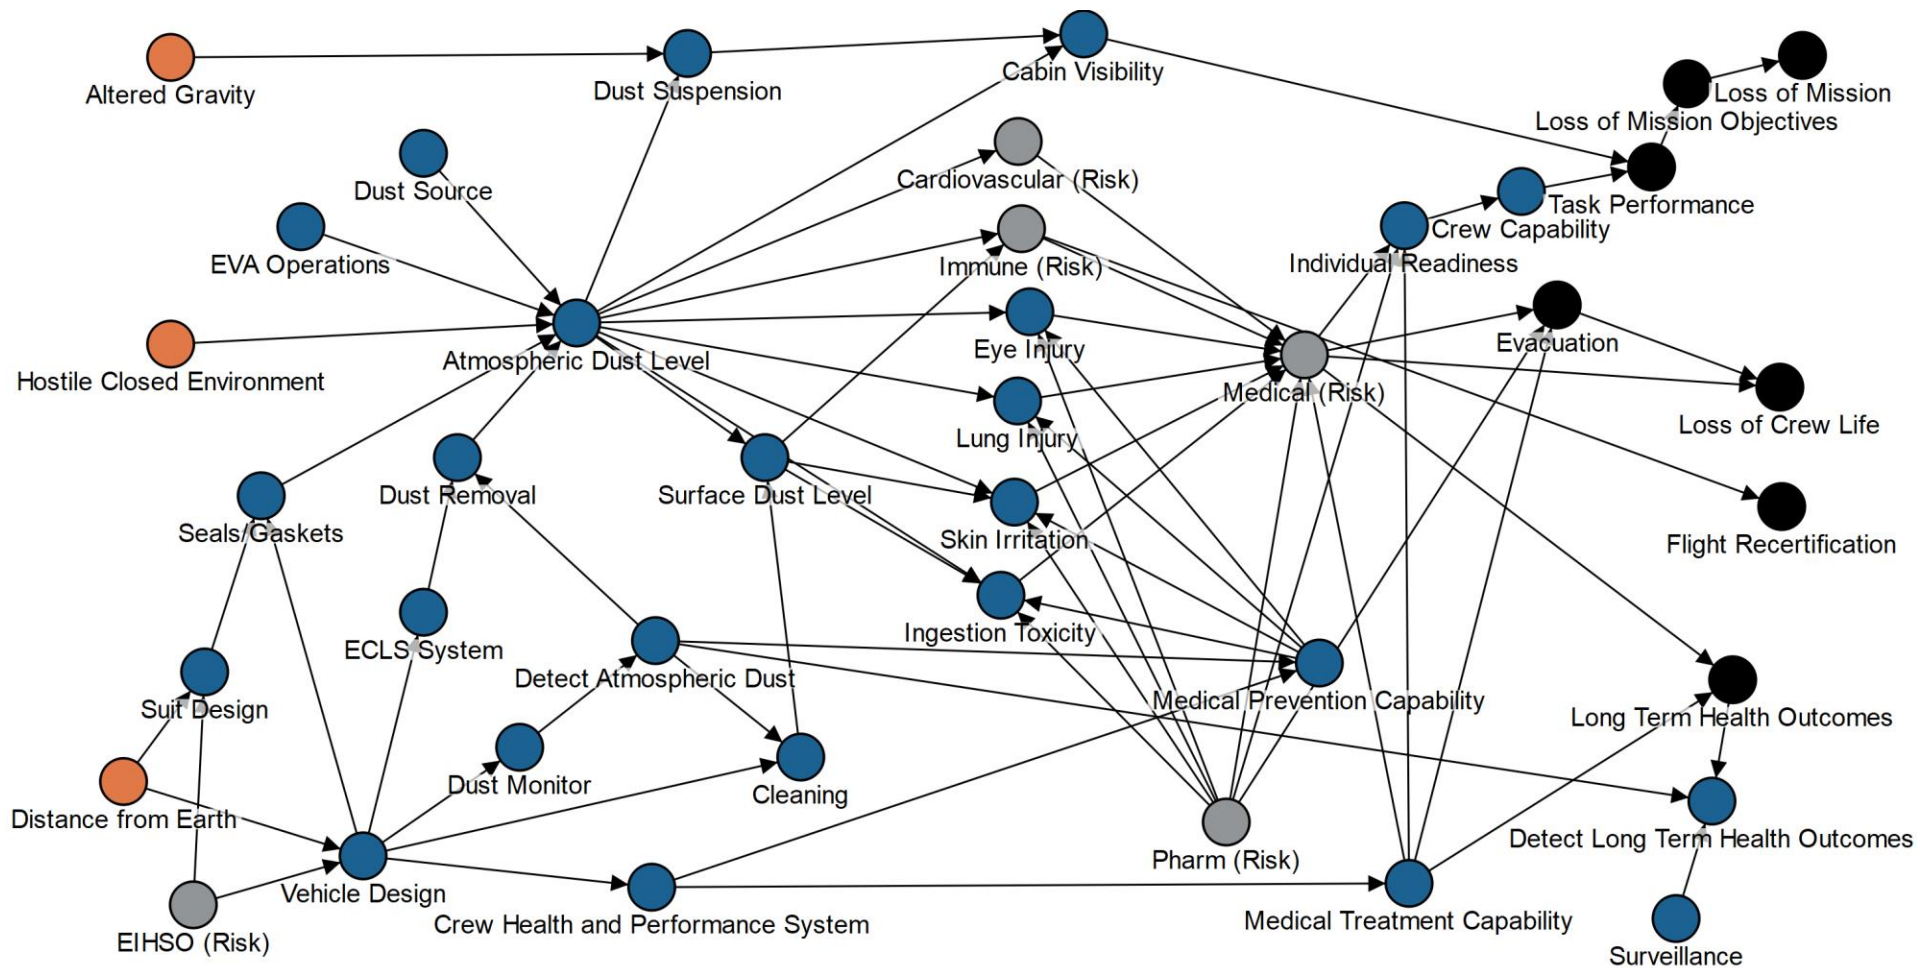 Cabin Visibility
Altered Gravity
Dust Suspension
Loss of Mission
Loss of Mission Objectives
Dust Source
Cardiovascular (Risk)
Task Performance
Crew Capability
EVA Operations
Immune (Risk)
Individual Readiness
Evacuation
Eye Injury
Atmospheric Dust Level
Hostile Closed Environment
Medical (Risk)
Loss of Crew Life
Lung Injury
Dust Removal
Surface Dust Level
Seals/Gaskets
Skin Irritation
Flight Recertification
Ingestion Toxicity
ECLS System
Detect Atmospheric Dust
Medical Prevention Capability
Suit Design
Long Term Health Outcomes
Dust Monitor
Cleaning
Distance from Earth
Detect Long Term Health Outcomes
Pharm (Risk)
Vehicle Design
Crew Health and Performance System
Medical Treatment Capability
EIHSO (Risk)
Surveillance